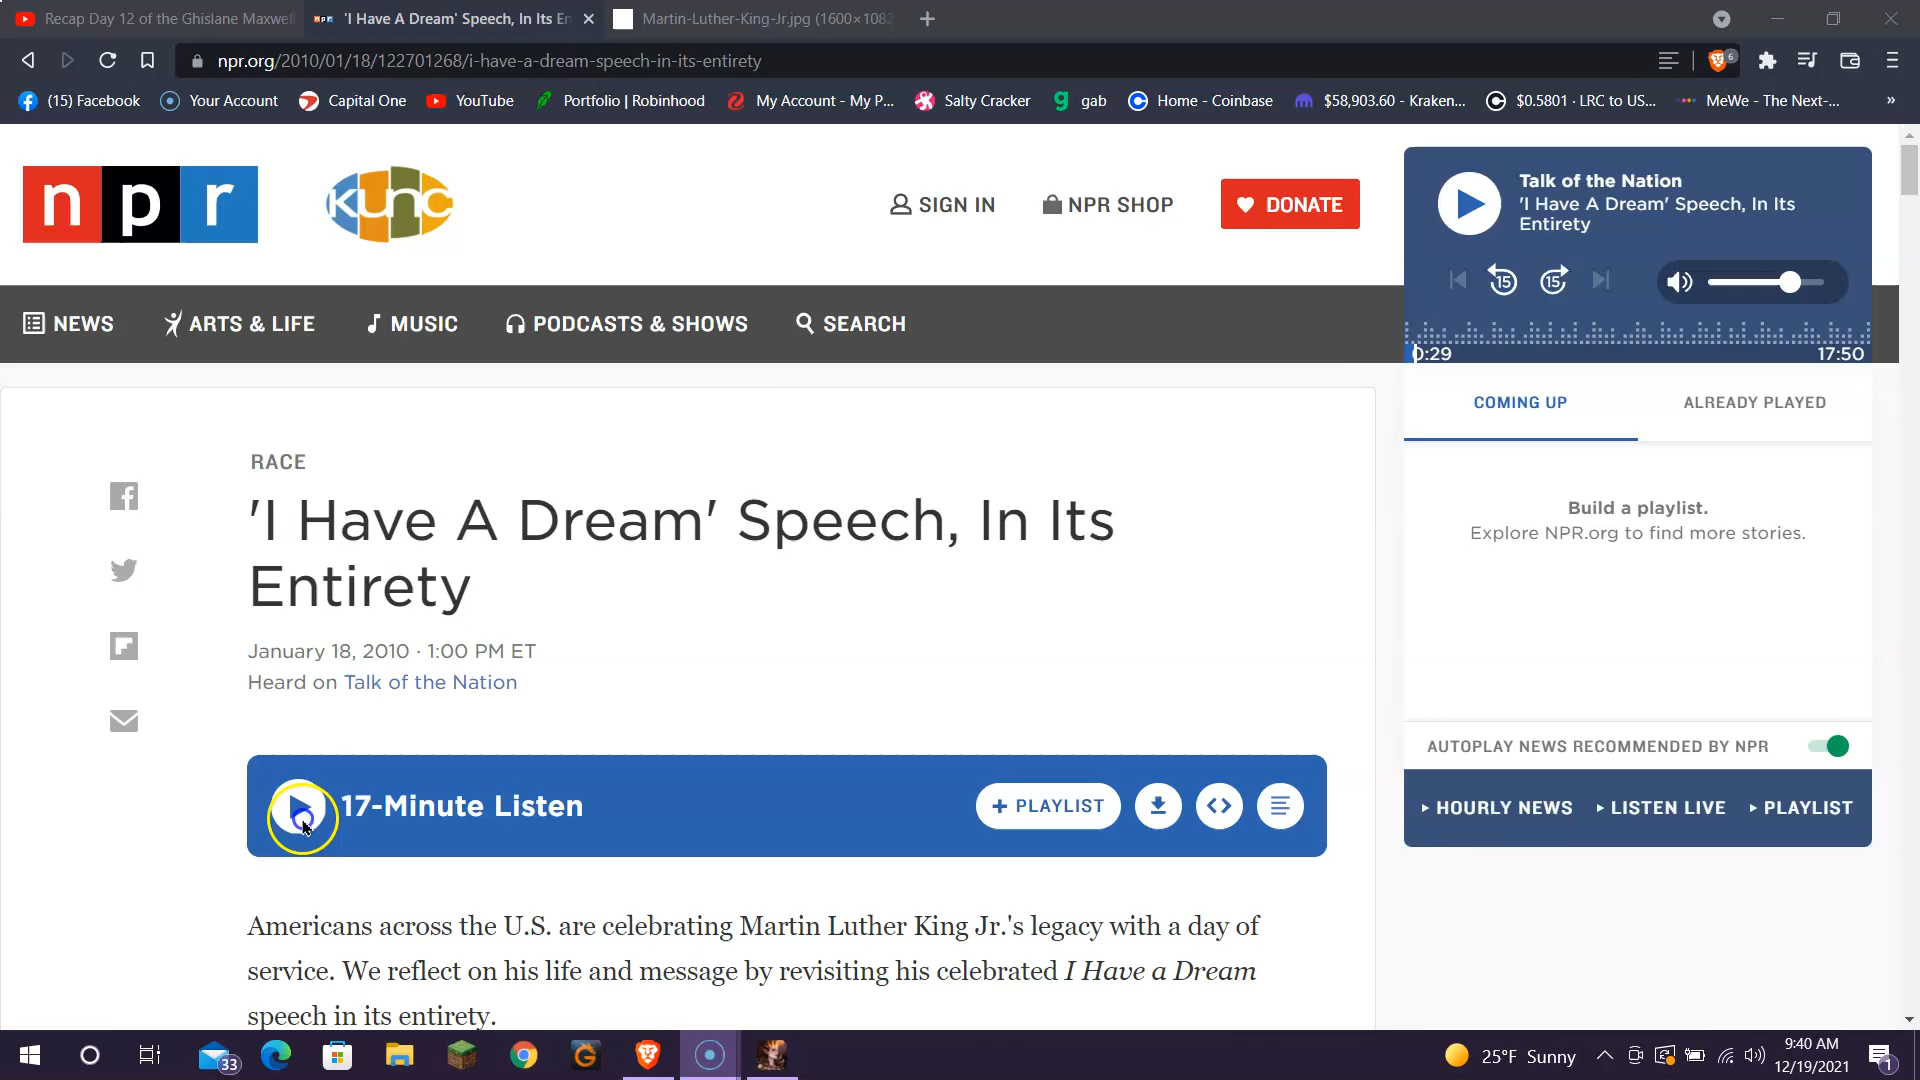 Recap Day 12 of the Ghislane Maxwell
'I Have A Dream' Speech, In Its En
Martin-Luther-King-Jr.jpg (1600×1082
npr.org/2010/01/18/122701268/i-have-a-dream-speech-in-its-entirety
6
(15) Facebook
Your Account
Capital One
YouTube
Portfolio | Robinhood
My Account - My P...
Salty Cracker
gab
Home - Coinbase
$58,903.60 - Kraken...
$0.5801 · LRC to US...
MeWe - The Next-...
»
npr
KUNC
SIGN IN
NPR SHOP
DONATE
Talk of the Nation
'I Have A Dream' Speech, In Its
Entirety
15
15
0:29
17:50
NEWS
ARTS & LIFE
MUSIC
PODCASTS & SHOWS
SEARCH
COMING UP
ALREADY PLAYED
Build a playlist.
Explore NPR.org to find more stories.
AUTOPLAY NEWS RECOMMENDED BY NPR
HOURLY NEWS
LISTEN LIVE
PLAYLIST
RACE
'I Have A Dream' Speech, In Its
Entirety
January 18, 2010 · 1:00 PM ET
Heard on Talk of the Nation
17-Minute Listen
+ PLAYLIST
Americans across the U.S. are celebrating Martin Luther King Jr.'s legacy with a day of
service. We reflect on his life and message by revisiting his celebrated I Have a Dream
speech in its entirety.
33
25°F Sunny
9:40 AM
12/19/2021
1